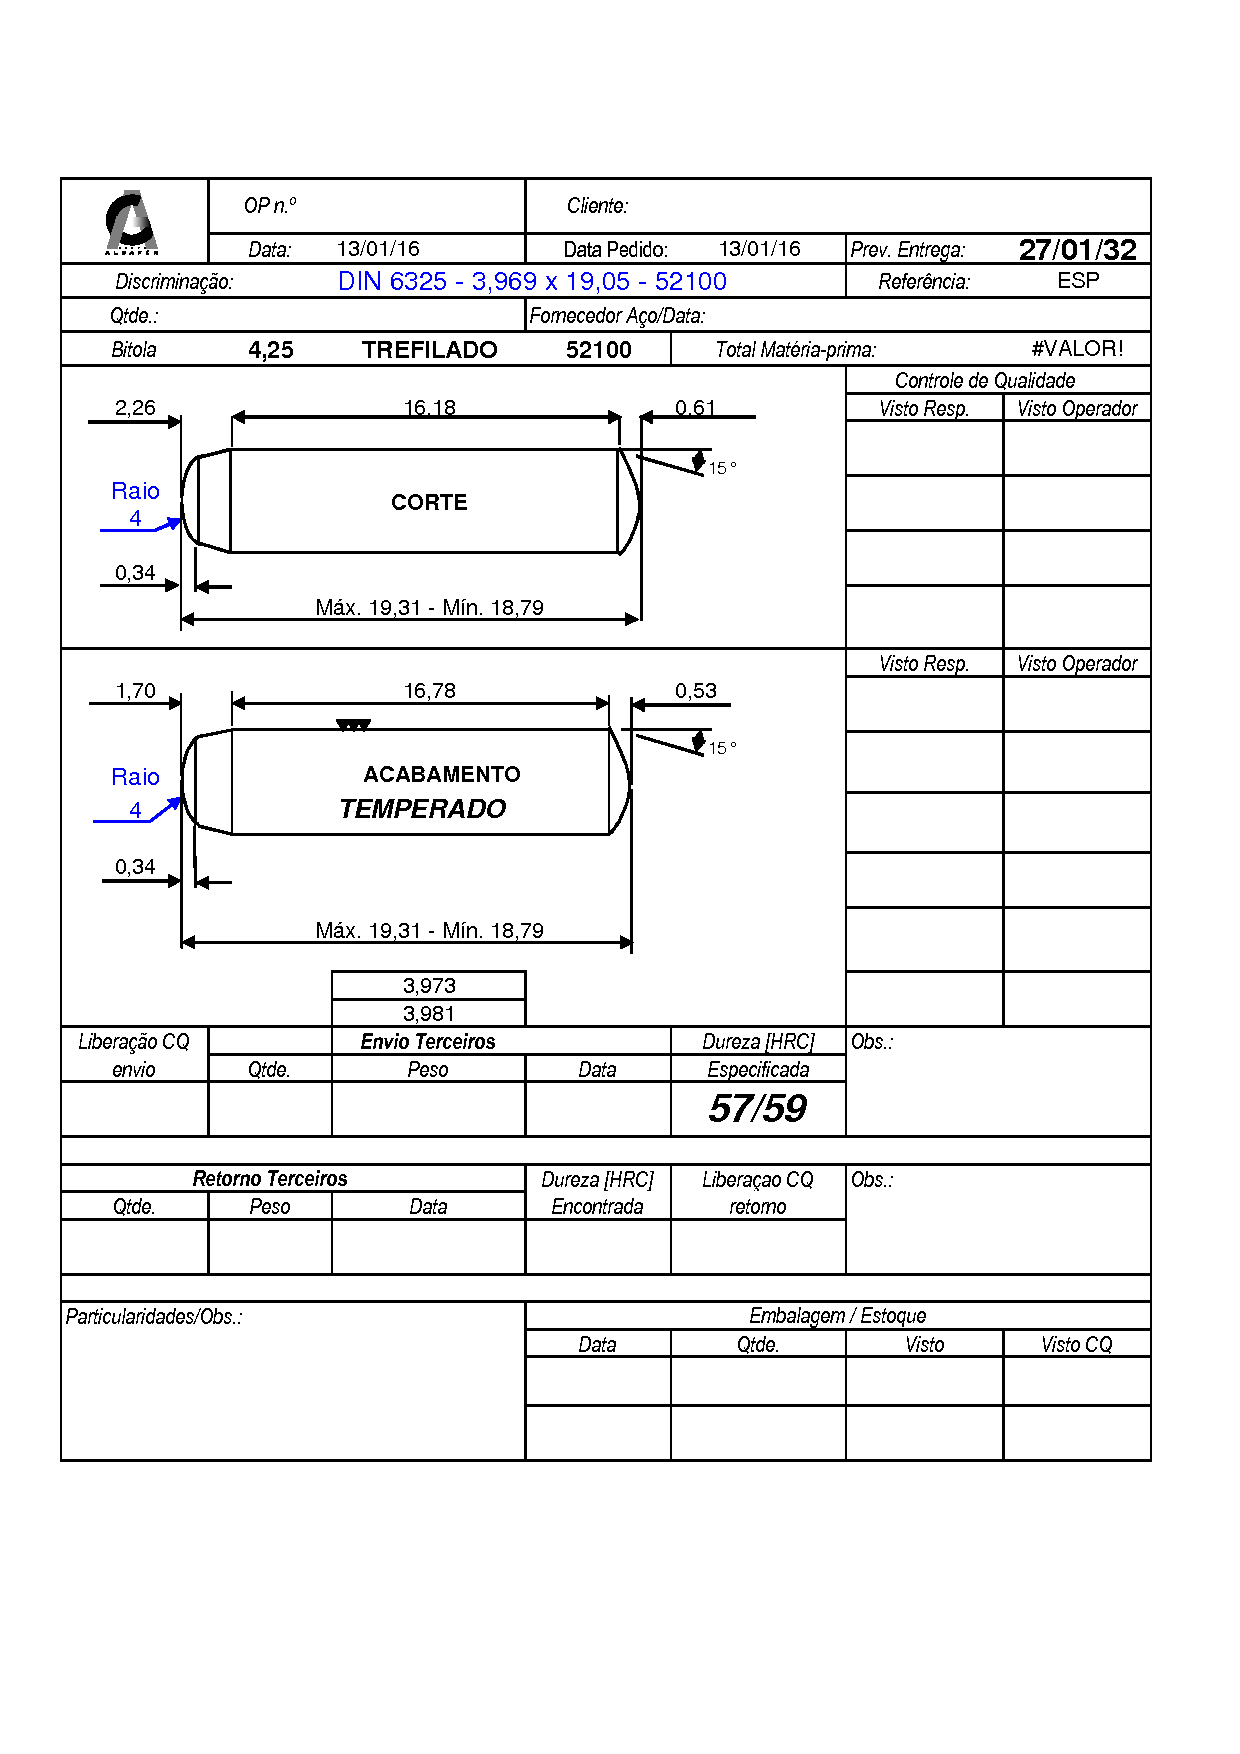 ALBAFER
OP n.º Cliente:
Data: 13/01/16 Data Pedido: 13/01/16 Prev. Entrega: 27/01/32
Discriminação: DIN 6325 - 3,969 x 19,05 - 52100 Referência: ESP
Qtde.: Fornecedor Aço/Data:
Bitola 4,25 TREFILADO 52100 Total Matéria-prima: #VALOR!
Controle de Qualidade
2,26 16,18 0,61 Visto Resp. Visto Operador
15 °
Raio
CORTE
4
0,34
Máx. 19,31 - Mín. 18,79
Visto Resp. Visto Operador
1,70 16,78 0,53
15 °
Raio ACABAMENTO
4 TEMPERADO
0,34
Máx. 19,31 - Mín. 18,79
3,973
3,981
Liberação CQ Envio Terceiros Dureza [HRC] Obs.:
envio Qtde. Peso Data Especificada
57/59
Retorno Terceiros Dureza [HRC] Liberaçao CQ Obs.:
Qtde. Peso Data Encontrada retorno
Particularidades/Obs.: Embalagem / Estoque
Data Qtde. Visto Visto CQ